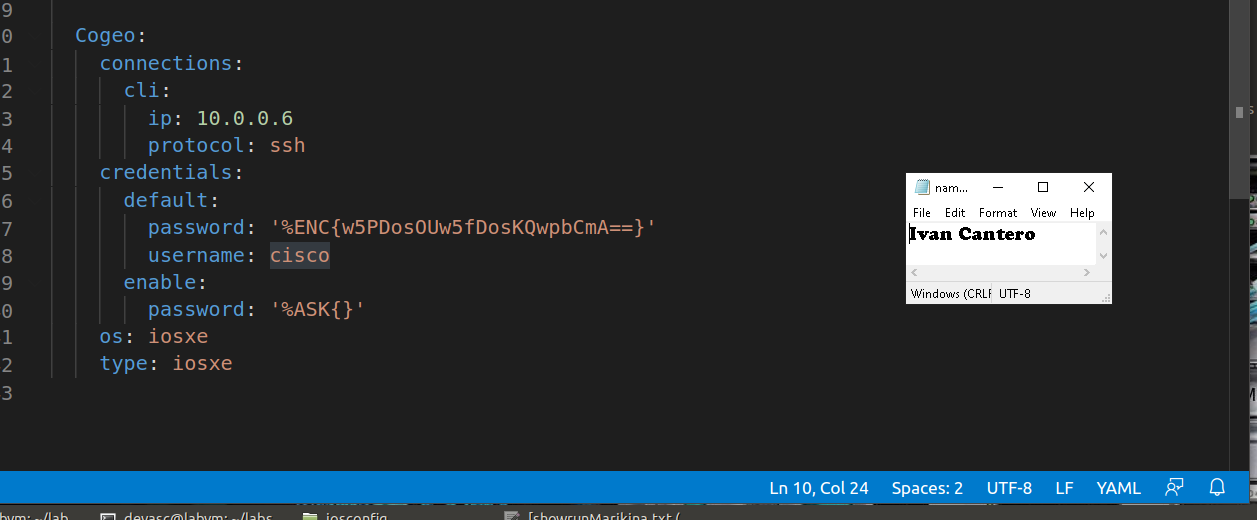 9
0 Cogeo:
1 connections:
2 cli:
3 ip: 10.0.0.6
4 protocol: ssh
5 credentials:
6 default:
7 password: '%ENC{w5PDosOUw5fDosKQwpbCmA==}'
8 username: cisco
9 enable:
0 password: '%ASK{}'
1 os: iosxe
2 type: iosxe
3
nam...
File Edit Format View Help
Ivan Cantero
Windows (CRLF UTF-8
Ln 10, Col 24 Spaces: 2 UTF-8 LF YAML
bvm: ~/lab devasc@labvm: ~/labs iosconfig [showrunMarikina.txt (